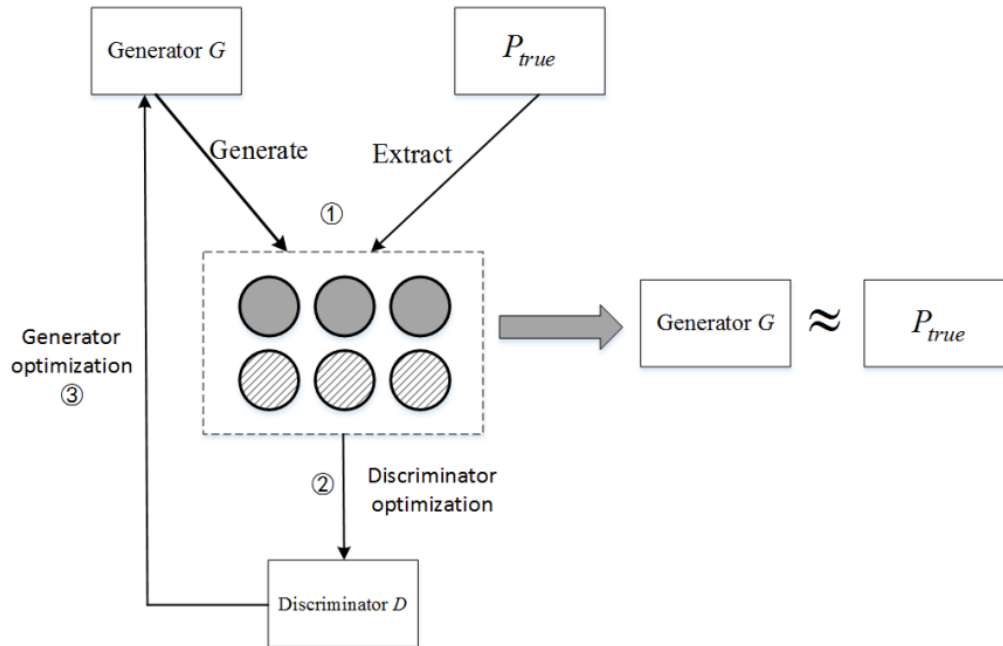 Generator G
P_true
Generate
Extract
①
Generator
optimization
③
Generator G
≈
P_true
②
Discriminator
optimization
Discriminator D